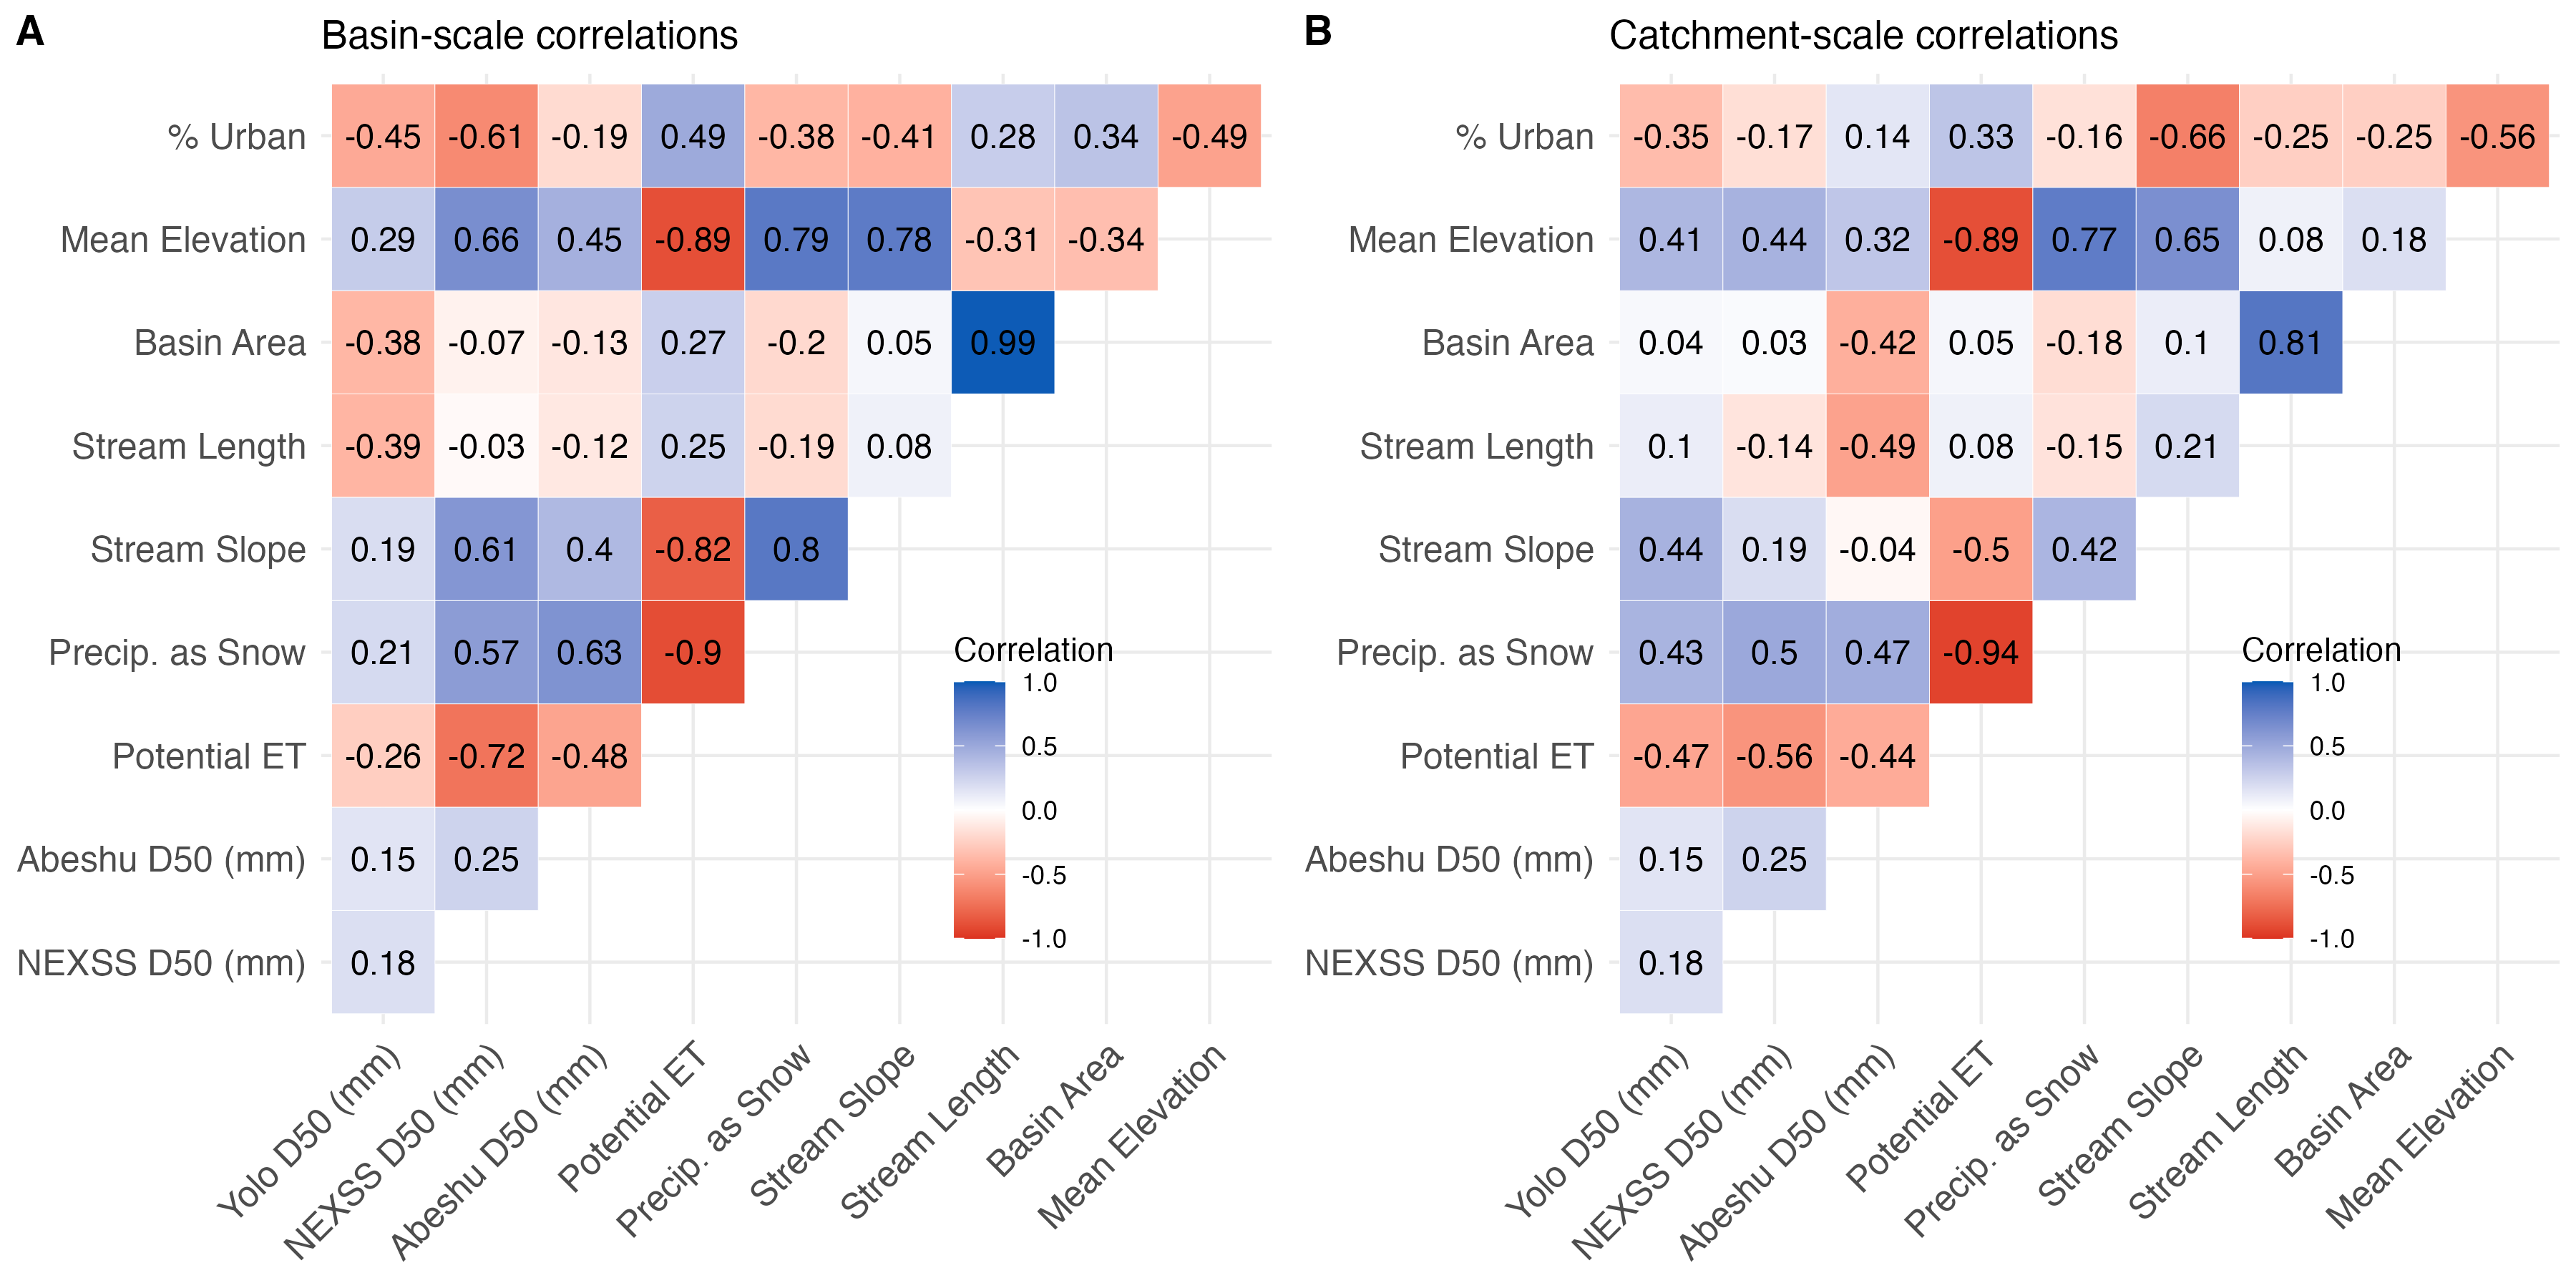 A Basin-scale correlations
% Urban -0.45 -0.61 -0.19 0.49 -0.38 -0.41 0.28 0.34 -0.49
Mean Elevation 0.29 0.66 0.45 -0.89 0.79 0.78 -0.31 -0.34
Basin Area -0.38 -0.07 -0.13 0.27 -0.2 0.05 0.99
Stream Length -0.39 -0.03 -0.12 0.25 -0.19 0.08
Stream Slope 0.19 0.61 0.4 -0.82 0.8
Precip. as Snow 0.21 0.57 0.63 -0.9
Potential ET -0.26 -0.72 -0.48
Abeshu D50 (mm) 0.15 0.25
NEXSS D50 (mm) 0.18
Yolo D50 (mm)
NEXSS D50 (mm)
Abeshu D50 (mm)
Potential ET
Precip. as Snow
Stream Slope
Stream Length
Basin Area
Mean Elevation
Correlation
1.0
0.5
0.0
-0.5
-1.0
B Catchment-scale correlations
% Urban -0.35 -0.17 0.14 0.33 -0.16 -0.66 -0.25 -0.25 -0.56
Mean Elevation 0.41 0.44 0.32 -0.89 0.77 0.65 0.08 0.18
Basin Area 0.04 0.03 -0.42 0.05 -0.18 0.1 0.81
Stream Length 0.1 -0.14 -0.49 0.08 -0.15 0.21
Stream Slope 0.44 0.19 -0.04 -0.5 0.42
Precip. as Snow 0.43 0.5 0.47 -0.94
Potential ET -0.47 -0.56 -0.44
Abeshu D50 (mm) 0.15 0.25
NEXSS D50 (mm) 0.18
Yolo D50 (mm)
NEXSS D50 (mm)
Abeshu D50 (mm)
Potential ET
Precip. as Snow
Stream Slope
Stream Length
Basin Area
Mean Elevation
Correlation
1.0
0.5
0.0
-0.5
-1.0